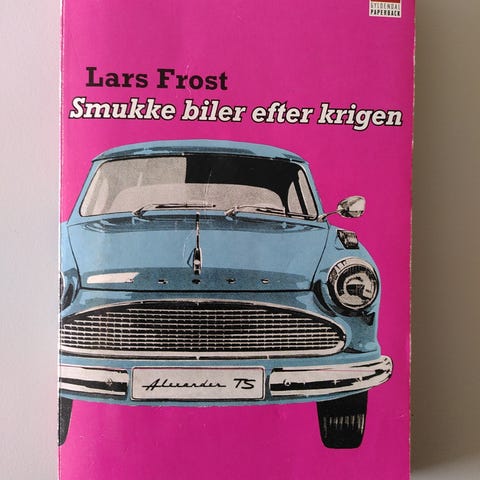 GYLDENDAL
PAPERBACK
Lars Frost
Smukke biler efter krigen
Alexander TS